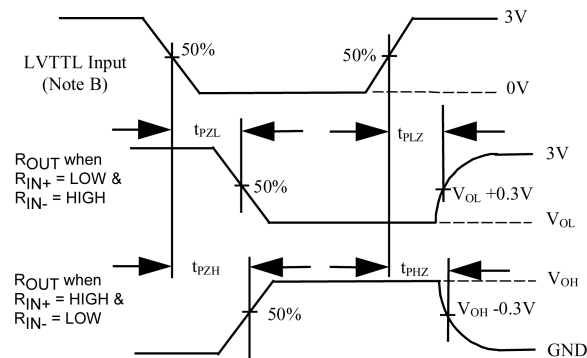 3V
50%
50%
LVTTL Input
(Note B)
0V
tPZL
tPLZ
3V
ROUT when
RIN+ = LOW &
RIN- = HIGH
50%
VOL +0.3V
VOL
tPZH
tPHZ
VOH
ROUT when
RIN+ = HIGH &
RIN- = LOW
50%
VOH -0.3V
GND